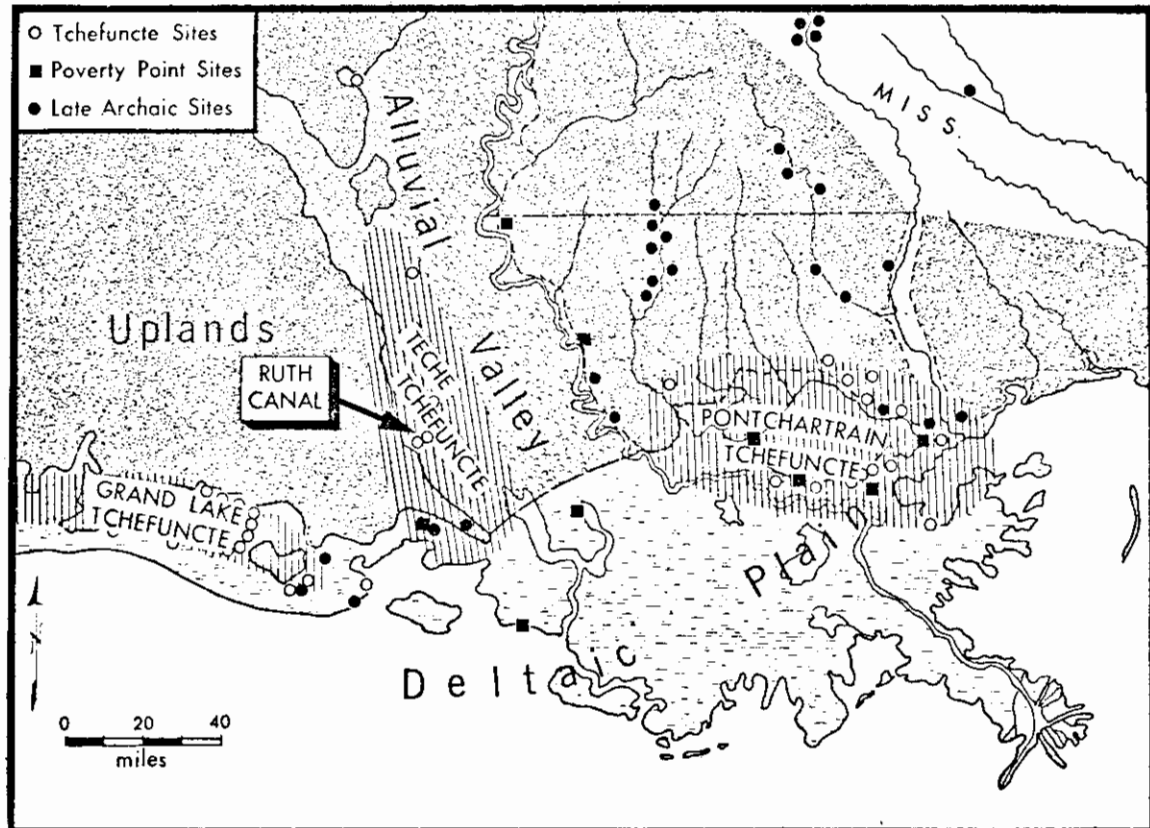 Tchefuncte Sites
Poverty Point Sites
Late Archaic Sites
MISS.
Alluvial
Valley
Uplands
RUTH
CANAL
TECHE
TCHEFUNCTE
PONTCHARTRAIN
TCHEFUNCTE
GRAND LAKE
TCHEFUNCTE
Deltaic
Plai
N
0 20 40
miles